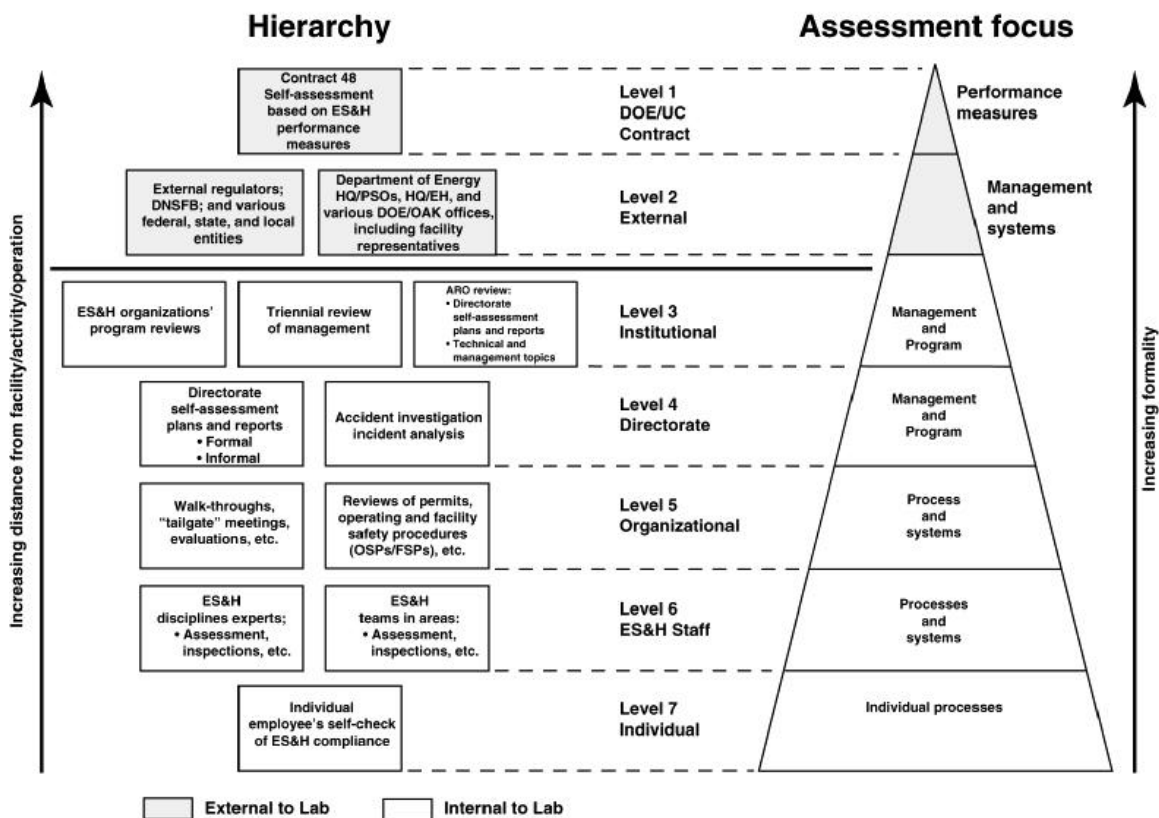 Hierarchy
Assessment focus
Increasing distance from facility/activity/operation
Contract 48
Self-assessment
based on ES&H
performance
measures
Level 1
DOE/UC
Contract
Performance
measures
External regulators;
DNSFB; and various
federal, state, and local
entities
Department of Energy
HQ/PSOs, HQ/EH, and
various DOE/OAK offices,
including facility
representatives
Level 2
External
Management
and
systems
ES&H organizations'
program reviews
Triennial review
of management
ARO review:
• Directorate
self-assessment
plans and reports
• Technical and
management topics
Level 3
Institutional
Management
and
Program
Directorate
self-assessment
plans and reports
• Formal
• Informal
Accident investigation
incident analysis
Level 4
Directorate
Management
and
Program
Walk-throughs,
"tailgate" meetings,
evaluations, etc.
Reviews of permits,
operating and facility
safety procedures
(OSPs/FSPs), etc.
Level 5
Organizational
Process
and
systems
ES&H
disciplines experts;
• Assessment,
inspections, etc.
ES&H
teams in areas:
• Assessment,
inspections, etc.
Level 6
ES&H Staff
Processes
and
systems
Individual
employee's self-check
of ES&H compliance
Level 7
Individual
Individual processes
Increasing formality
External to Lab
Internal to Lab